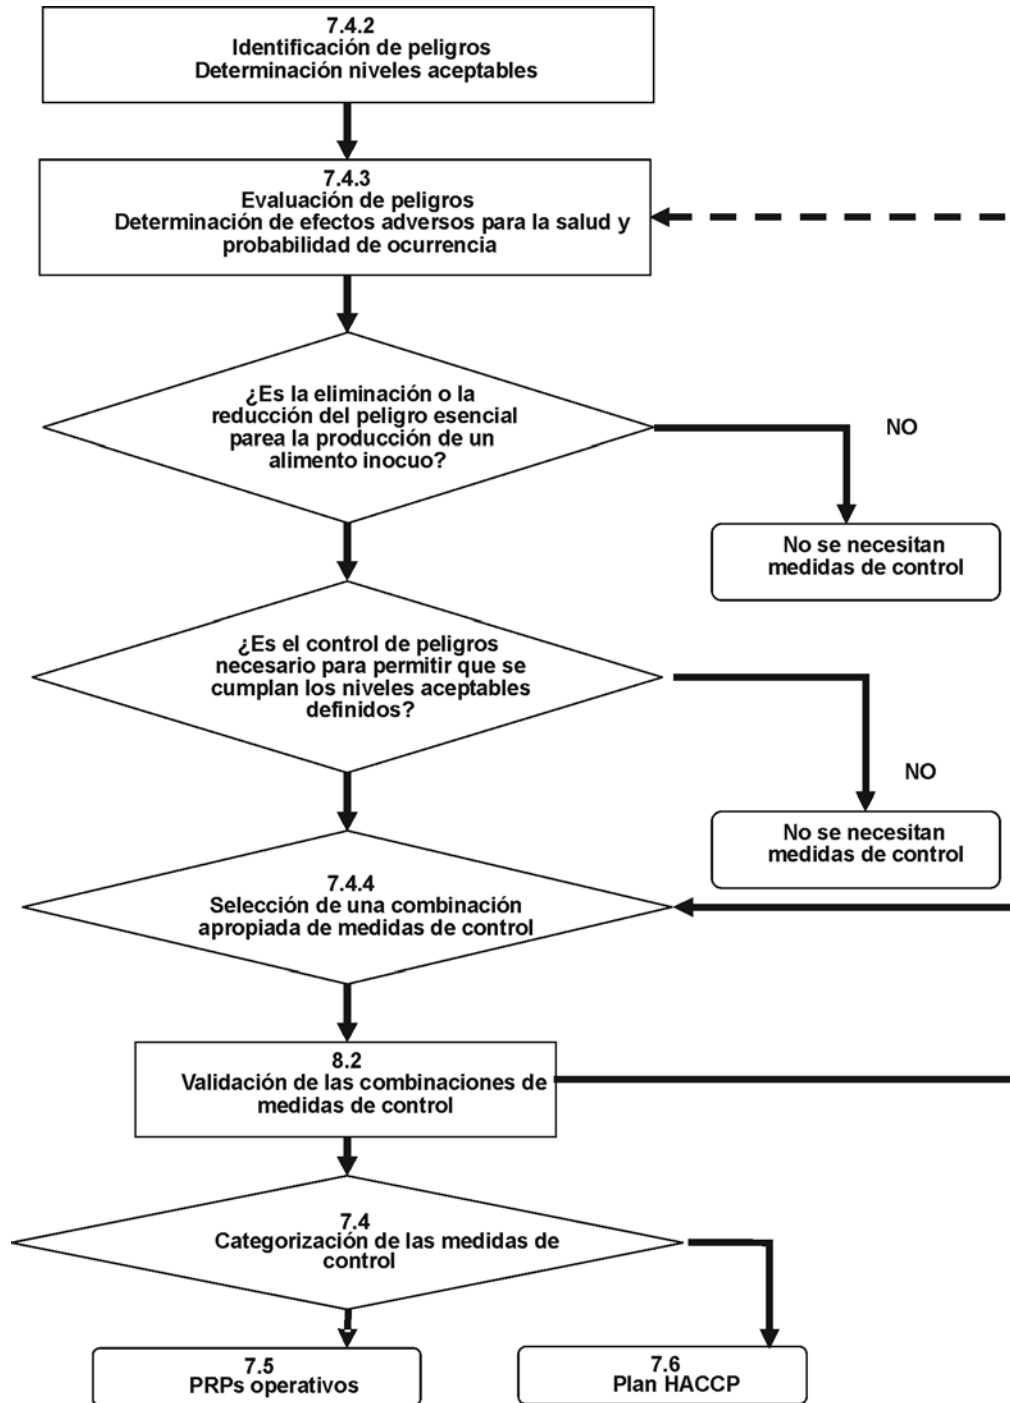 7.4.2
Identificación de peligros
Determinación niveles aceptables
7.4.3
Evaluación de peligros
Determinación de efectos adversos para la salud y
probabilidad de ocurrencia
¿Es la eliminación o la
reducción del peligro esencial
parea la producción de un
alimento inocuo?
NO
No se necesitan
medidas de control
¿Es el control de peligros
necesario para permitir que se
cumplan los niveles aceptables
definidos?
NO
No se necesitan
medidas de control
7.4.4
Selección de una combinación
apropiada de medidas de control
8.2
Validación de las combinaciones de
medidas de control
7.4
Categorización de las medidas de
control
7.5
PRPs operativos
7.6
Plan HACCP